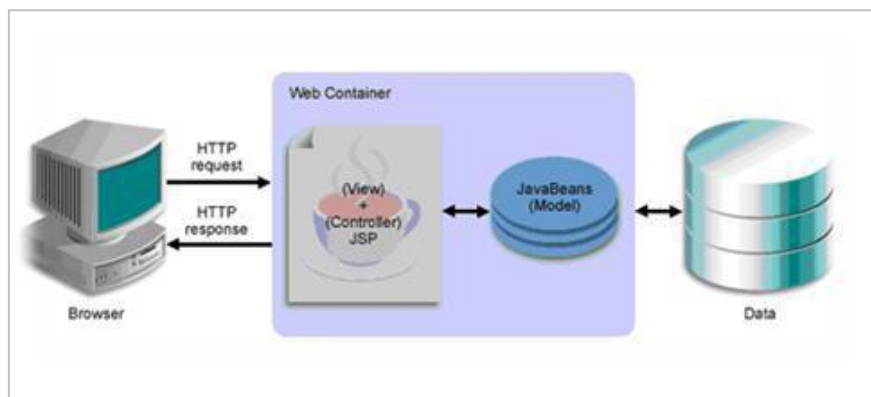 Web Container
HTTP
request
HTTP
response
(View)
+
(Controller)
JSP
JavaBeans
(Model)
Browser
Data